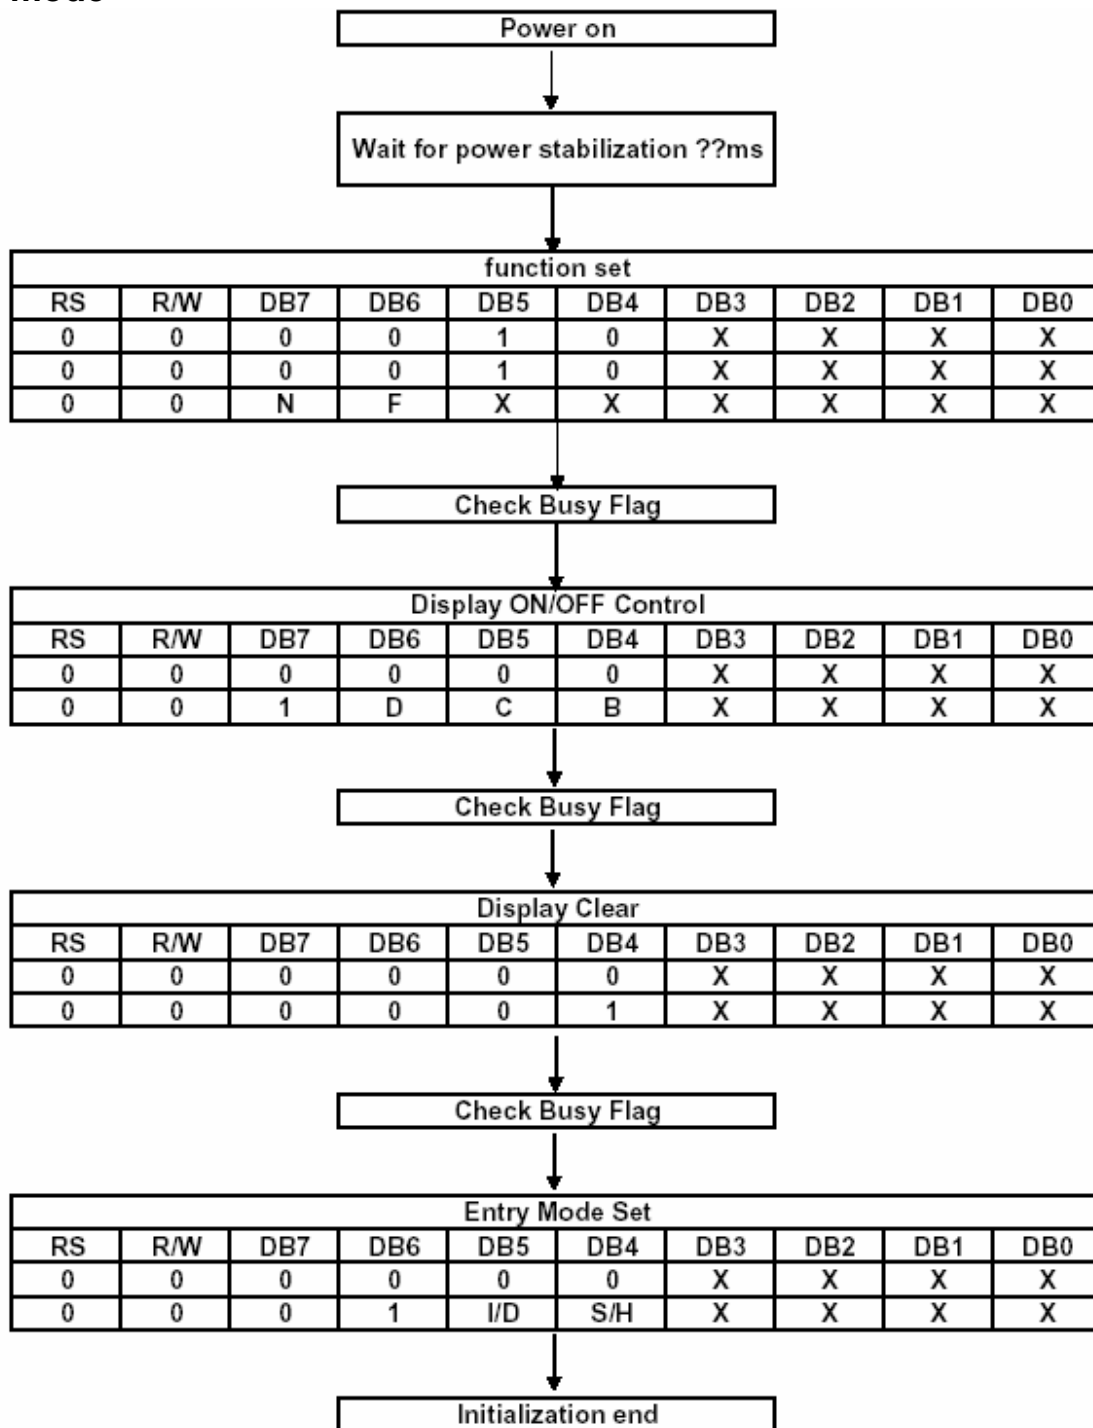 Mode
Power on
Wait for power stabilization ??ms
function set
RS R/W DB7 DB6 DB5 DB4 DB3 DB2 DB1 DB0
0 0 0 0 1 0 X X X X
0 0 0 0 1 0 X X X X
0 0 N F X X X X X X
Check Busy Flag
Display ON/OFF Control
RS R/W DB7 DB6 DB5 DB4 DB3 DB2 DB1 DB0
0 0 0 0 0 0 X X X X
0 0 1 D C B X X X X
Check Busy Flag
Display Clear
RS R/W DB7 DB6 DB5 DB4 DB3 DB2 DB1 DB0
0 0 0 0 0 0 X X X X
0 0 0 0 0 1 X X X X
Check Busy Flag
Entry Mode Set
RS R/W DB7 DB6 DB5 DB4 DB3 DB2 DB1 DB0
0 0 0 0 0 0 X X X X
0 0 0 1 I/D S/H X X X X
Initialization end